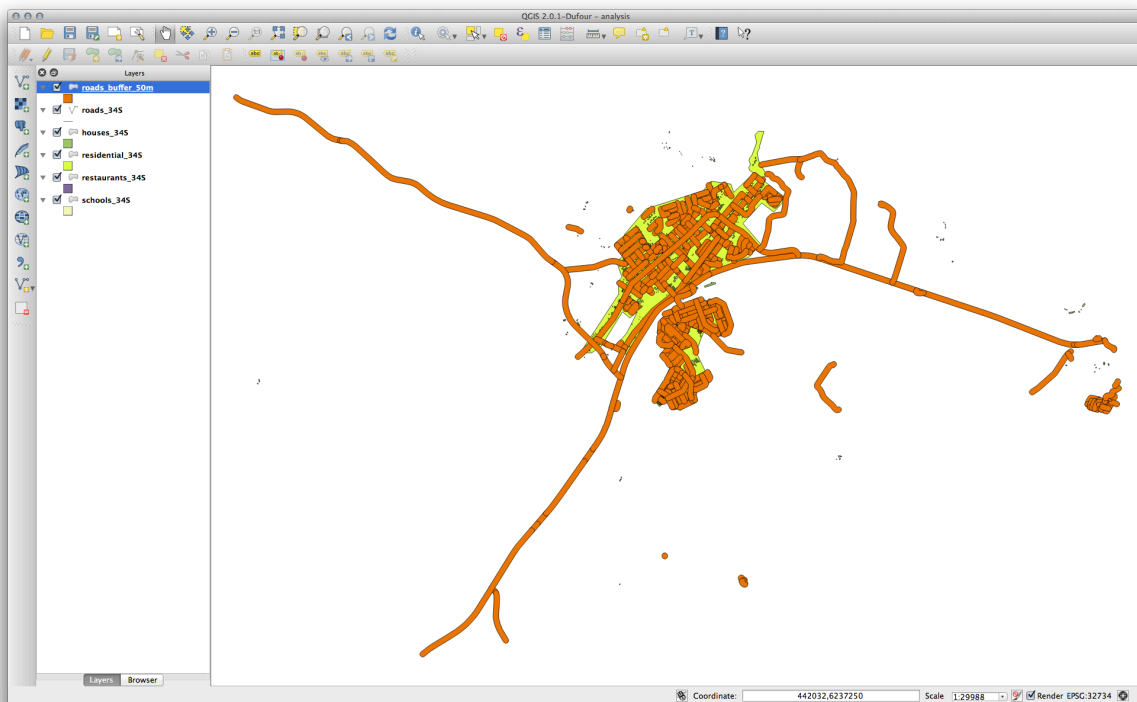 QGIS 2.0.1-Dufour - analysis
Layers
roads_buffer_50m
roads_34S
houses_34S
residential_34S
restaurants_34S
schools_34S
Layers Browser
Coordinate: 442032,6237250 Scale 1:29988 Render EPSG:32734